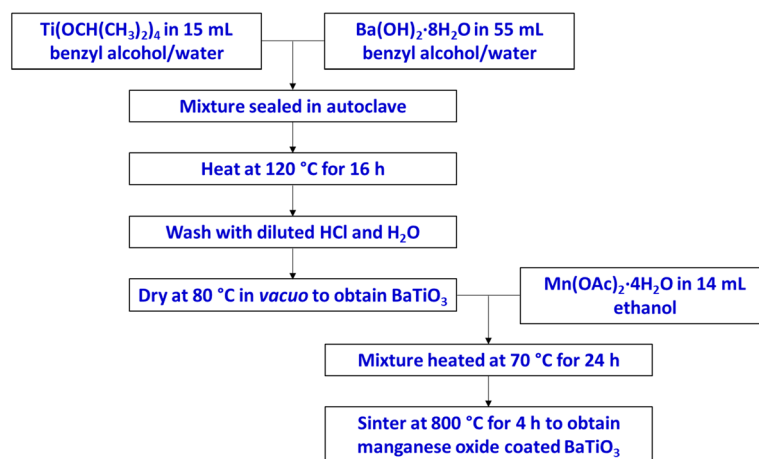 Ti(OCH(CH₃)₂)₄ in 15 mL
benzyl alcohol/water
Ba(OH)₂·8H₂O in 55 mL
benzyl alcohol/water
Mixture sealed in autoclave
Heat at 120 °C for 16 h
Wash with diluted HCl and H₂O
Dry at 80 °C in vacuo to obtain BaTiO₃
Mn(OAc)₂·4H₂O in 14 mL
ethanol
Mixture heated at 70 °C for 24 h
Sinter at 800 °C for 4 h to obtain
manganese oxide coated BaTiO₃